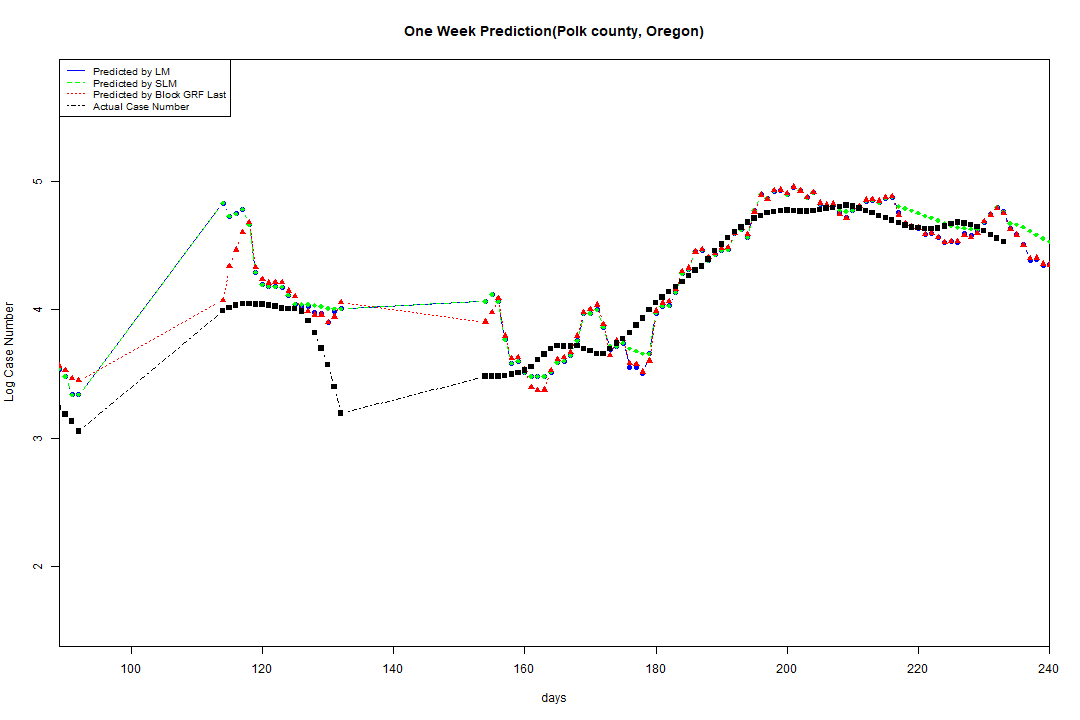 One Week Prediction(Polk county, Oregon)
Predicted by LM
Predicted by SLM
Predicted by Block GRF Last
Actual Case Number
Log Case Number
5
4
3
2
100 120 140 160 180 200 220 240
days